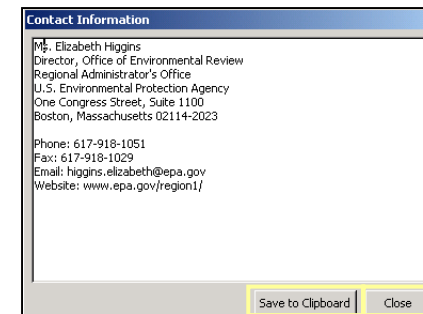 Contact Information
Ms. Elizabeth Higgins
Director, Office of Environmental Review
Regional Administrator's Office
U.S. Environmental Protection Agency
One Congress Street, Suite 1100
Boston, Massachusetts 02114-2023
Phone: 617-918-1051
Fax: 617-918-1029
Email: higgins.elizabeth@epa.gov
Website: www.epa.gov/region1/
Save to Clipboard
Close